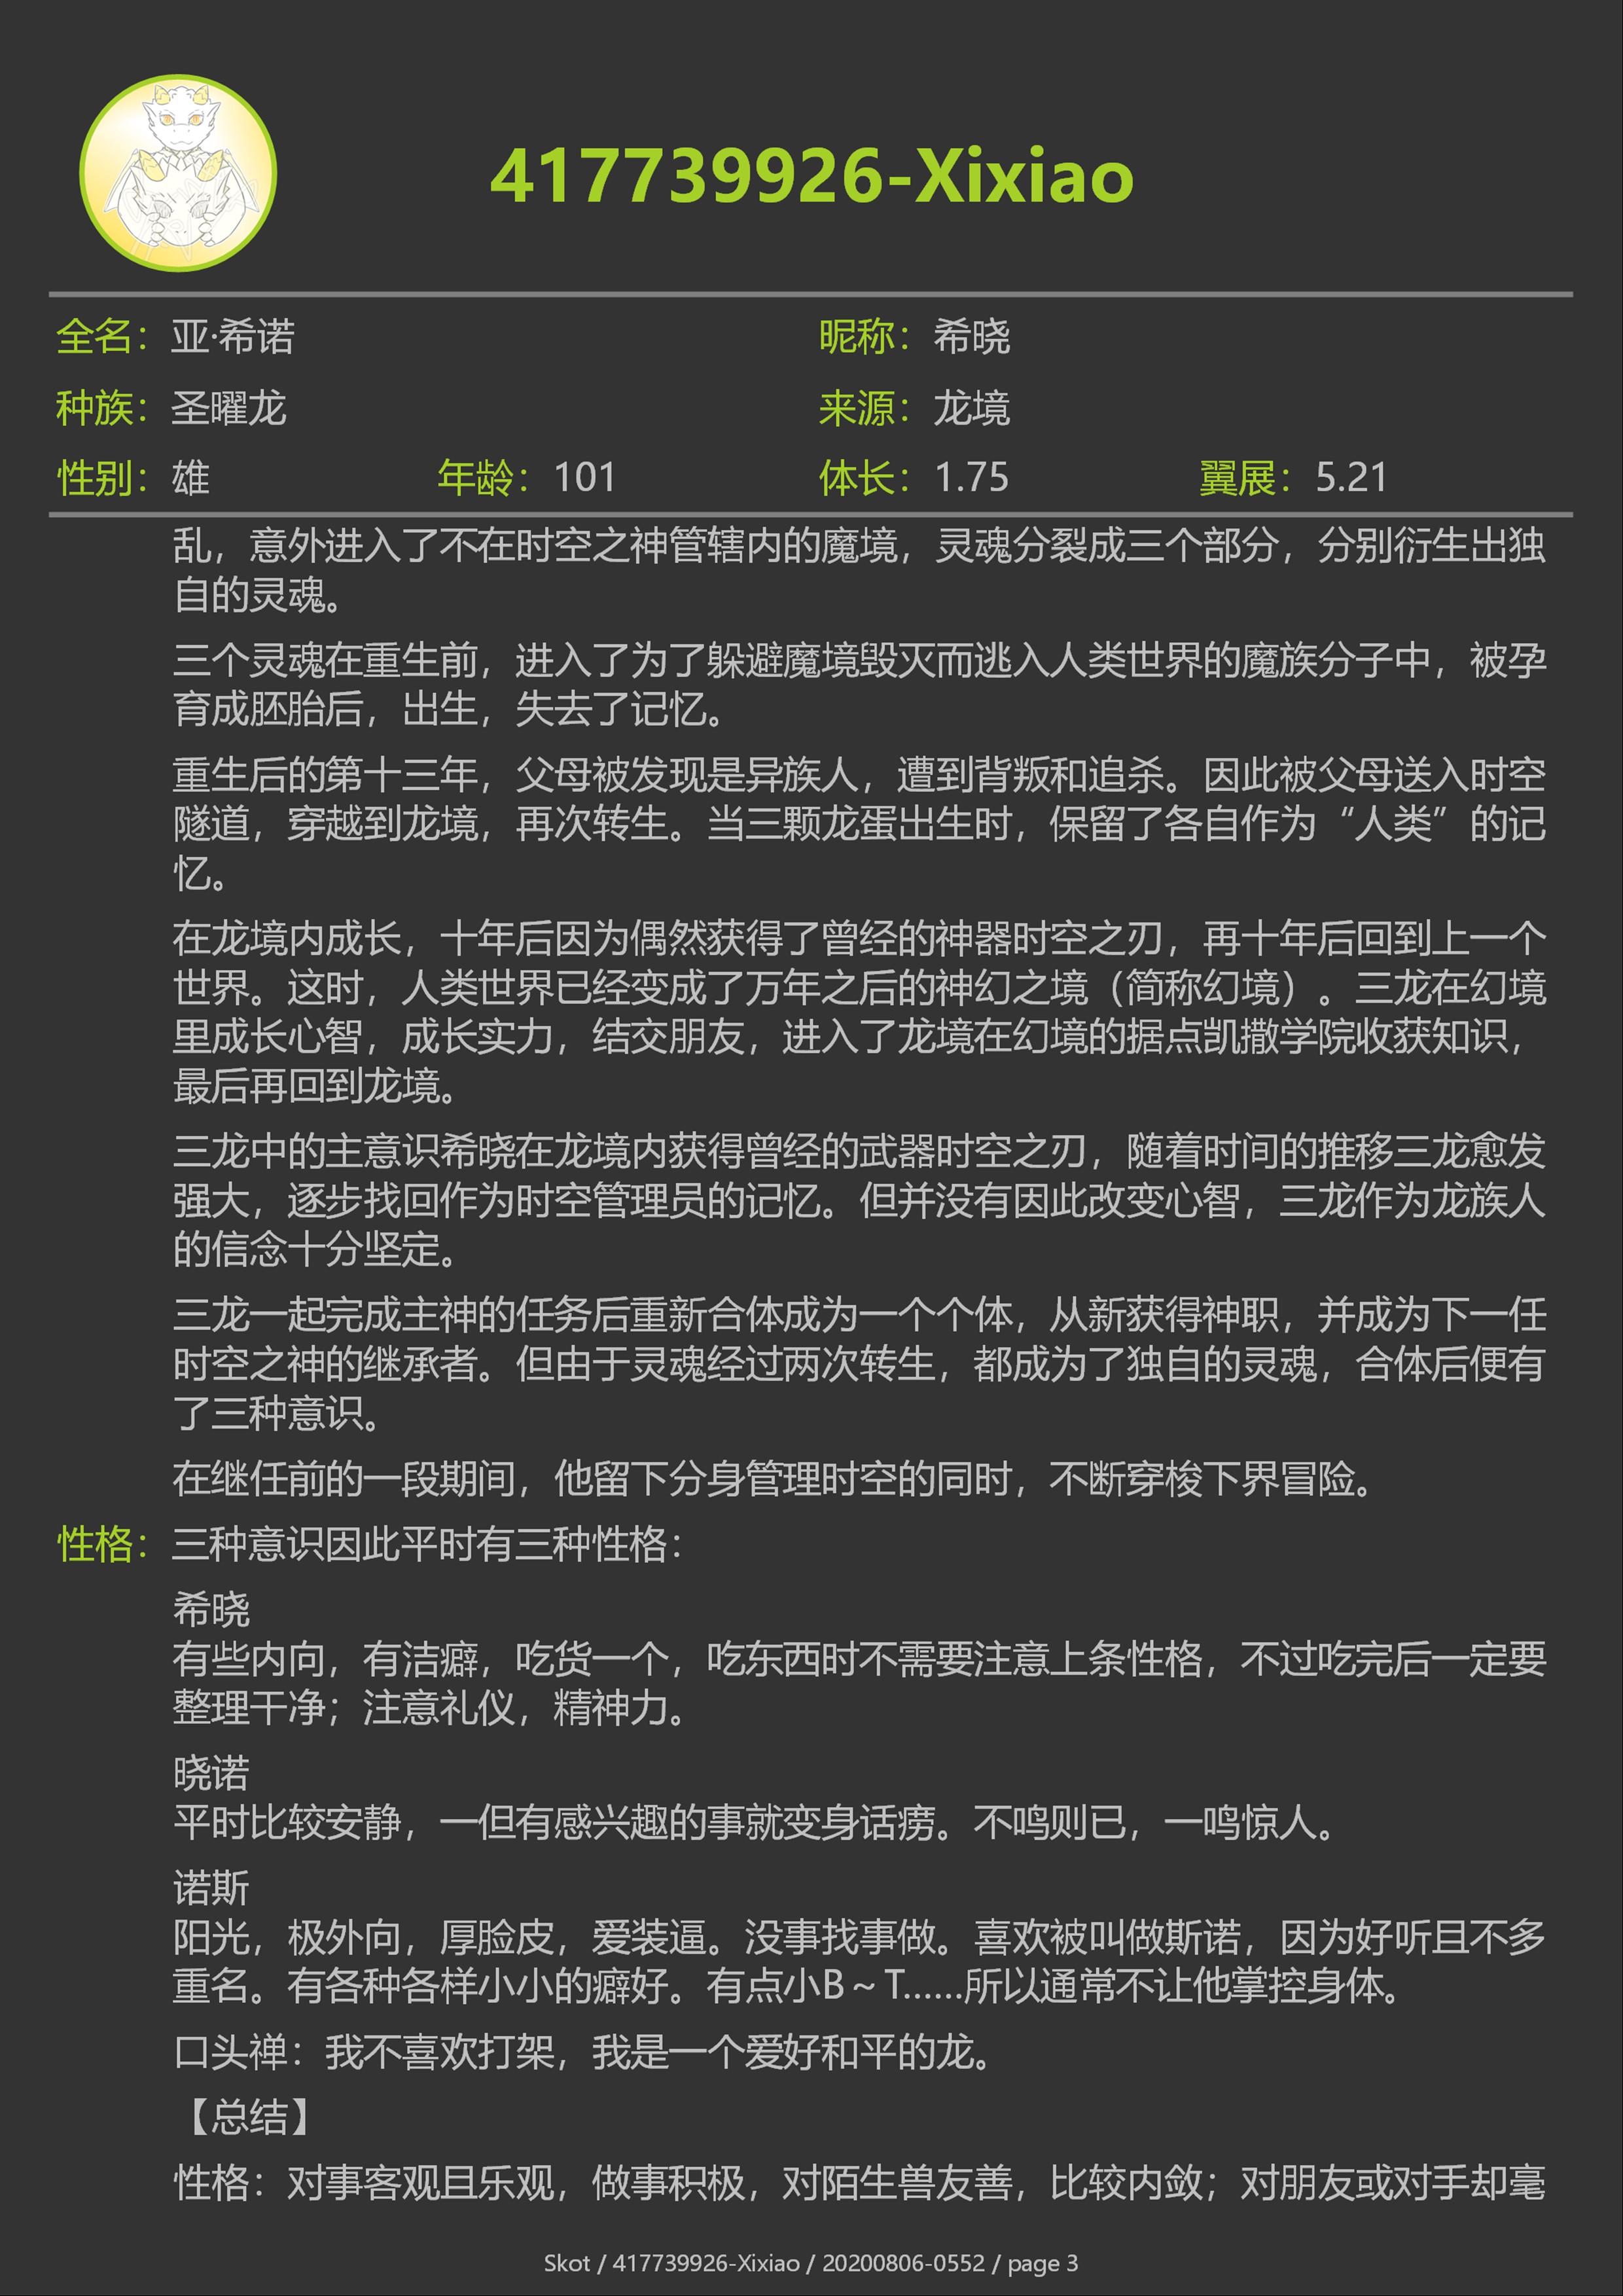 417739926-Xixiao
全名：亚·希诺 昵称：希晓
种族：圣曜龙 来源：龙境
性别：雄 年龄：101 体长：1.75 翼展：5.21
乱，意外进入了不在时空之神管辖内的魔境，灵魂分裂成三个部分，分别衍生出独
自的灵魂。
三个灵魂在重生前，进入了为了躲避魔境毁灭而逃入人类世界的魔族分子中，被孕
育成胚胎后，出生，失去了记忆。
重生后的第十三年，父母被发现是异族人，遭到背叛和追杀。因此被父母送入时空
隧道，穿越到龙境，再次转生。当三颗龙蛋出生时，保留了各自作为“人类”的记
忆。
在龙境内成长，十年后因为偶然获得了曾经的神器时空之刃，再十年后回到上一个
世界。这时，人类世界已经变成了万年之后的神幻之境（简称幻境）。三龙在幻境
里成长心智，成长实力，结交朋友，进入了龙境在幻境的据点凯撒学院收获知识，
最后再回到龙境。
三龙中的主意识希晓在龙境内获得曾经的武器时空之刃，随着时间的推移三龙愈发
强大，逐步找回作为时空管理员的记忆。但并没有因此改变心智，三龙作为龙族人
的信念十分坚定。
三龙一起完成主神的任务后重新合体成为一个个体，从新获得神职，并成为下一任
时空之神的继承者。但由于灵魂经过两次转生，都成为了独自的灵魂，合体后便有
了三种意识。
在继任前的一段期间，他留下分身管理时空的同时，不断穿梭下界冒险。
性格：三种意识因此平时有三种性格：
希晓
有些内向，有洁癖，吃货一个，吃东西时不需要注意上条性格，不过吃完后一定要
整理干净；注意礼仪，精神力。
晓诺
平时比较安静，一但有感兴趣的事就变身话痨。不鸣则已，一鸣惊人。
诺斯
阳光，极外向，厚脸皮，爱装逼。没事找事做。喜欢被叫做斯诺，因为好听且不多
重名。有各种各样小小的癖好。有点小B～T……所以通常不让他掌控身体。
口头禅：我不喜欢打架，我是一个爱好和平的龙。
【总结】
性格：对事客观且乐观，做事积极，对陌生兽友善，比较内敛；对朋友或对手却毫
Skot / 417739926-Xixiao / 20200806-0552 / page 3